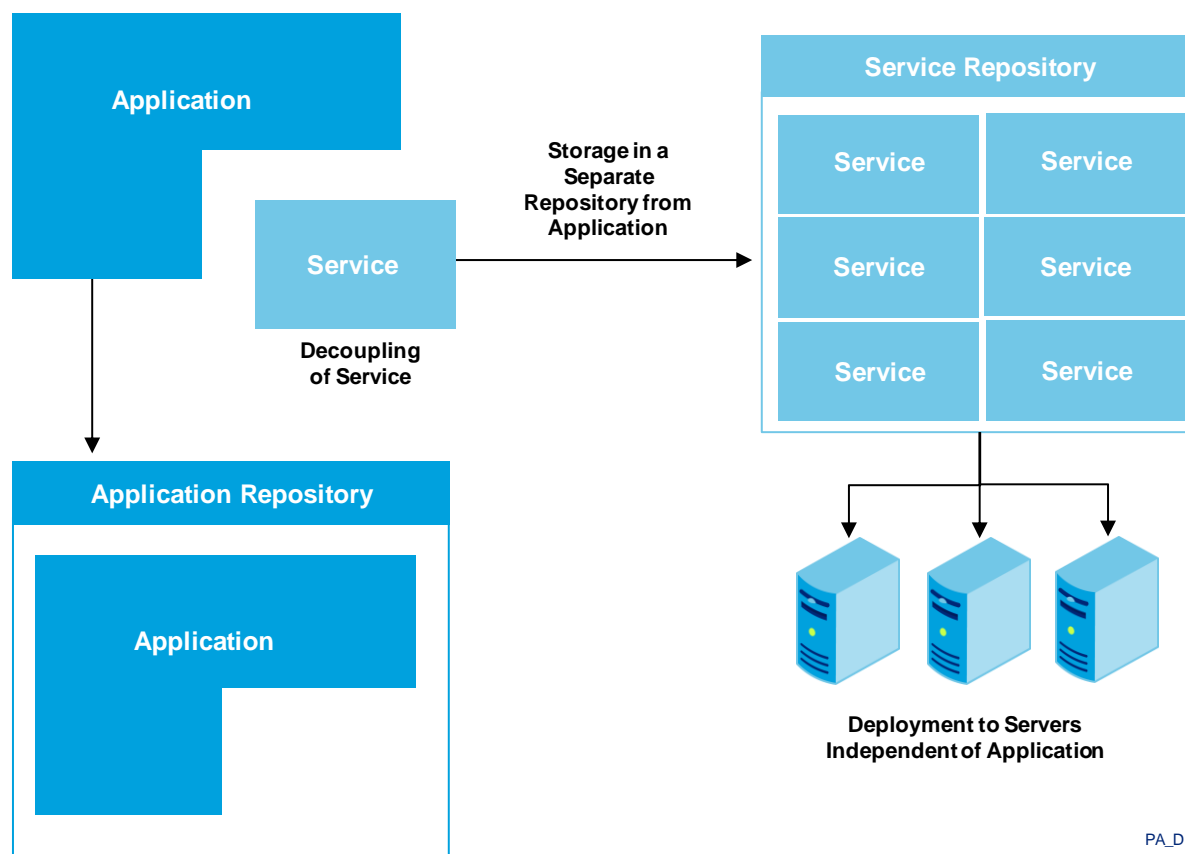 Application
Service Repository
Storage in a
Separate
Repository from
Application
Service
Service
Service
Service
Service
Service
Service
Decoupling
of Service
Application Repository
Application
Deployment to Servers
Independent of Application
PA_D